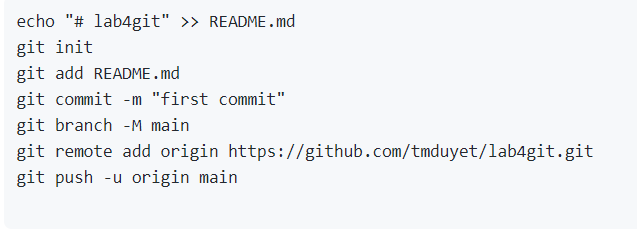 echo "# lab4git" >> README.md
git init
git add README.md
git commit -m "first commit"
git branch -M main
git remote add origin https://github.com/tmduyet/lab4git.git
git push -u origin main